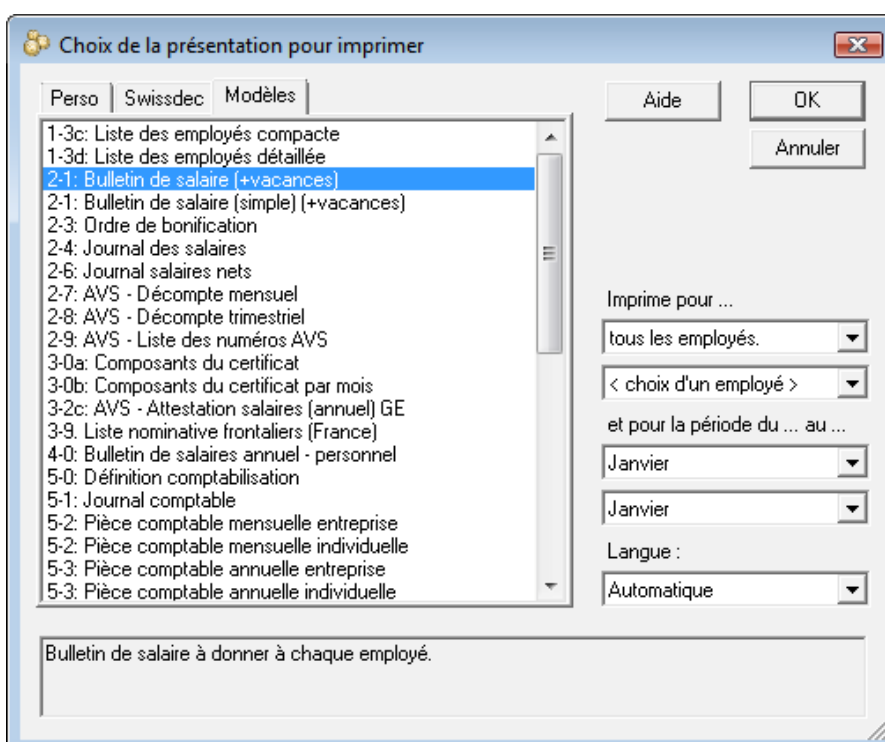 Choix de la présentation pour imprimer
Perso
Swissdec
Modèles
Aide
OK
Annuler
1-3c: Liste des employés compacte
1-3d: Liste des employés détaillée
2-1: Bulletin de salaire (+vacances)
2-1: Bulletin de salaire (simple) (+vacances)
2-3: Ordre de bonification
2-4: Journal des salaires
2-6: Journal salaires nets
2-7: AVS - Décompte mensuel
2-8: AVS - Décompte trimestriel
2-9: AVS - Liste des numéros AVS
3-0a: Composants du certificat
3-0b: Composants du certificat par mois
3-2c: AVS - Attestation salaires (annuel) GE
3-9. Liste nominative frontaliers (France)
4-0: Bulletin de salaires annuel - personnel
5-0: Définition comptabilisation
5-1: Journal comptable
5-2: Pièce comptable mensuelle entreprise
5-2: Pièce comptable mensuelle individuelle
5-3: Pièce comptable annuelle entreprise
5-3: Pièce comptable annuelle individuelle
Imprime pour ...
tous les employés.
< choix d'un employé >
et pour la période du ... au ...
Janvier
Janvier
Langue :
Automatique
Bulletin de salaire à donner à chaque employé.